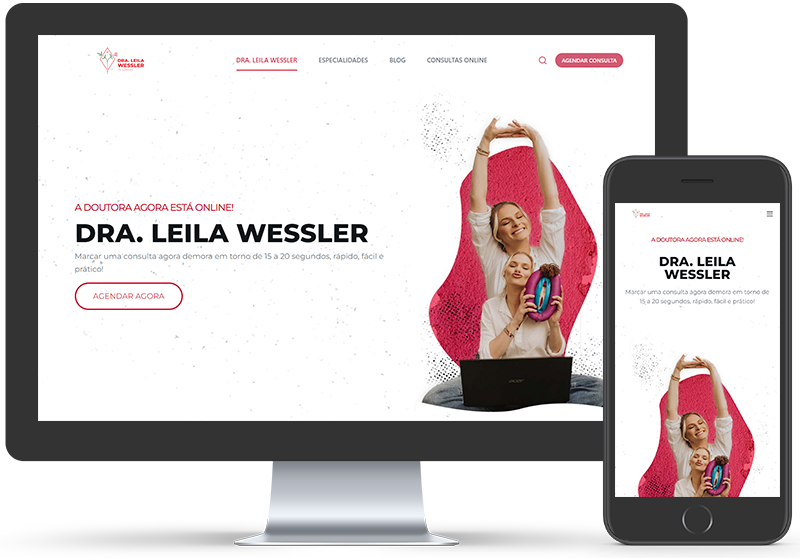 DRA. LEILA
WESSLER
DRA. LEILA WESSLER ESPECIALIDADES BLOG CONSULTAS ONLINE AGENDAR CONSULTA
A DOUTORA AGORA ESTÁ ONLINE!
DRA. LEILA WESSLER
Marcar uma consulta agora demora em torno de 15 a 20 segundos, rápido, fácil e
prático!
AGENDAR AGORA
A DOUTORA AGORA ESTÁ ONLINE!
DRA. LEILA
WESSLER
Marcar uma consulta agora demora em torno de
15 a 20 segundos, rápido, fácil e prático!